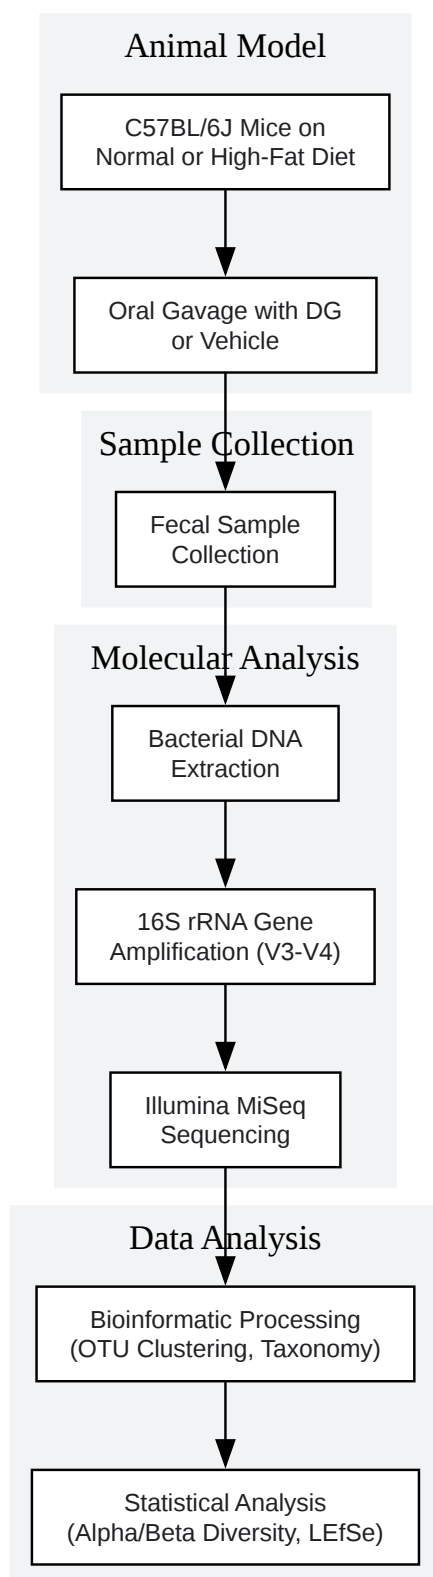 Animal Model
C57BL/6J Mice on
Normal or High-Fat Diet
Oral Gavage with DG
or Vehicle
Sample Collection
Fecal Sample
Collection
Molecular Analysis
Bacterial DNA
Extraction
16S rRNA Gene
Amplification (V3-V4)
Illumina MiSeq
Sequencing
Data Analysis
Bioinformatic Processing
(OTU Clustering, Taxonomy)
Statistical Analysis
(Alpha/Beta Diversity, LEfSe)